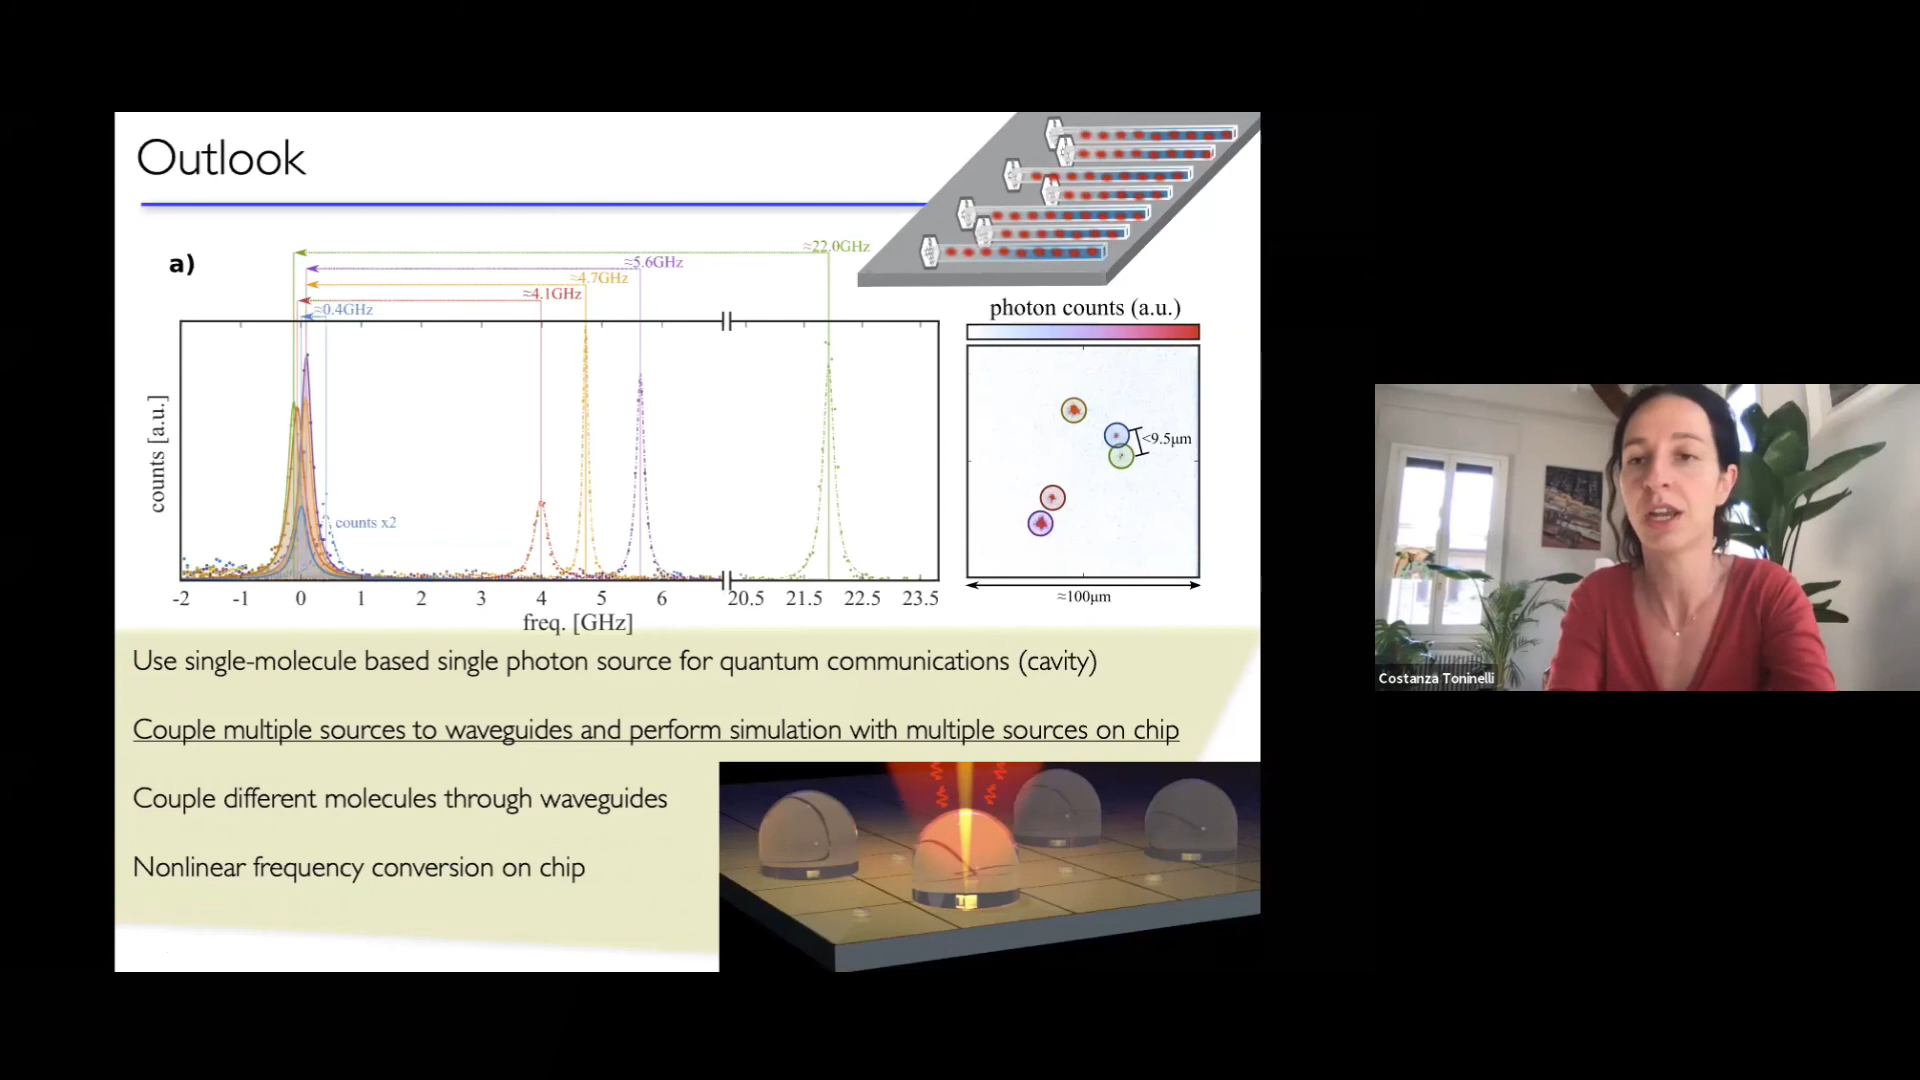 Outlook
a)
≈22.0GHz
≈5.6GHz
≈4.7GHz
≈4.1GHz
≈0.4GHz
counts [a.u.]
counts x2
-2 -1 0 1 2 3 4 5 6 20.5 21.5 22.5 23.5
freq. [GHz]
photon counts (a.u.)
<9.5μm
≈100μm
Use single-molecule based single photon source for quantum communications (cavity)
Couple multiple sources to waveguides and perform simulation with multiple sources on chip
Couple different molecules through waveguides
Nonlinear frequency conversion on chip
Costanza Toninelli